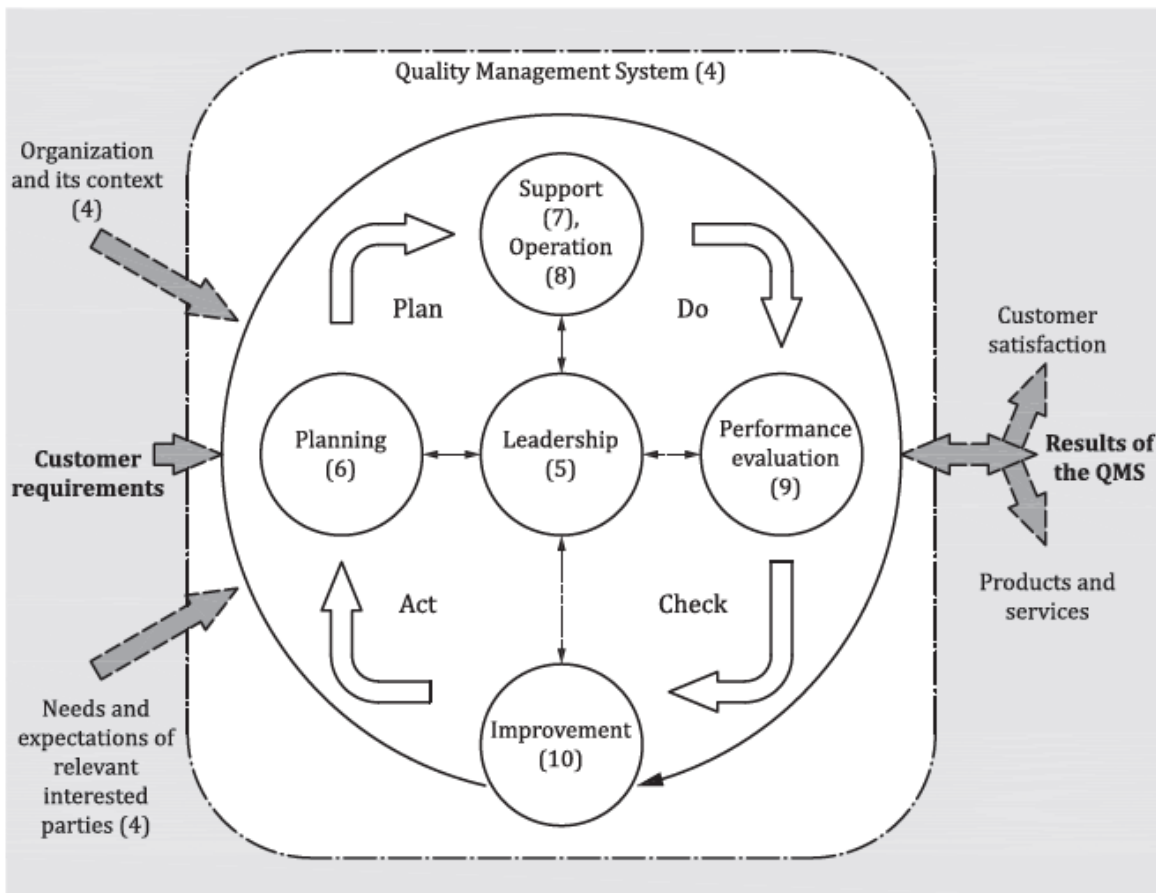 Quality Management System (4)
Organization
and its context
(4)
Support
(7),
Operation
(8)
Plan
Do
Customer
satisfaction
Planning
(6)
Leadership
(5)
Performance
evaluation
(9)
Customer
requirements
Results of
the QMS
Act
Check
Products and
services
Needs and
expectations of
relevant
interested
parties (4)
Improvement
(10)